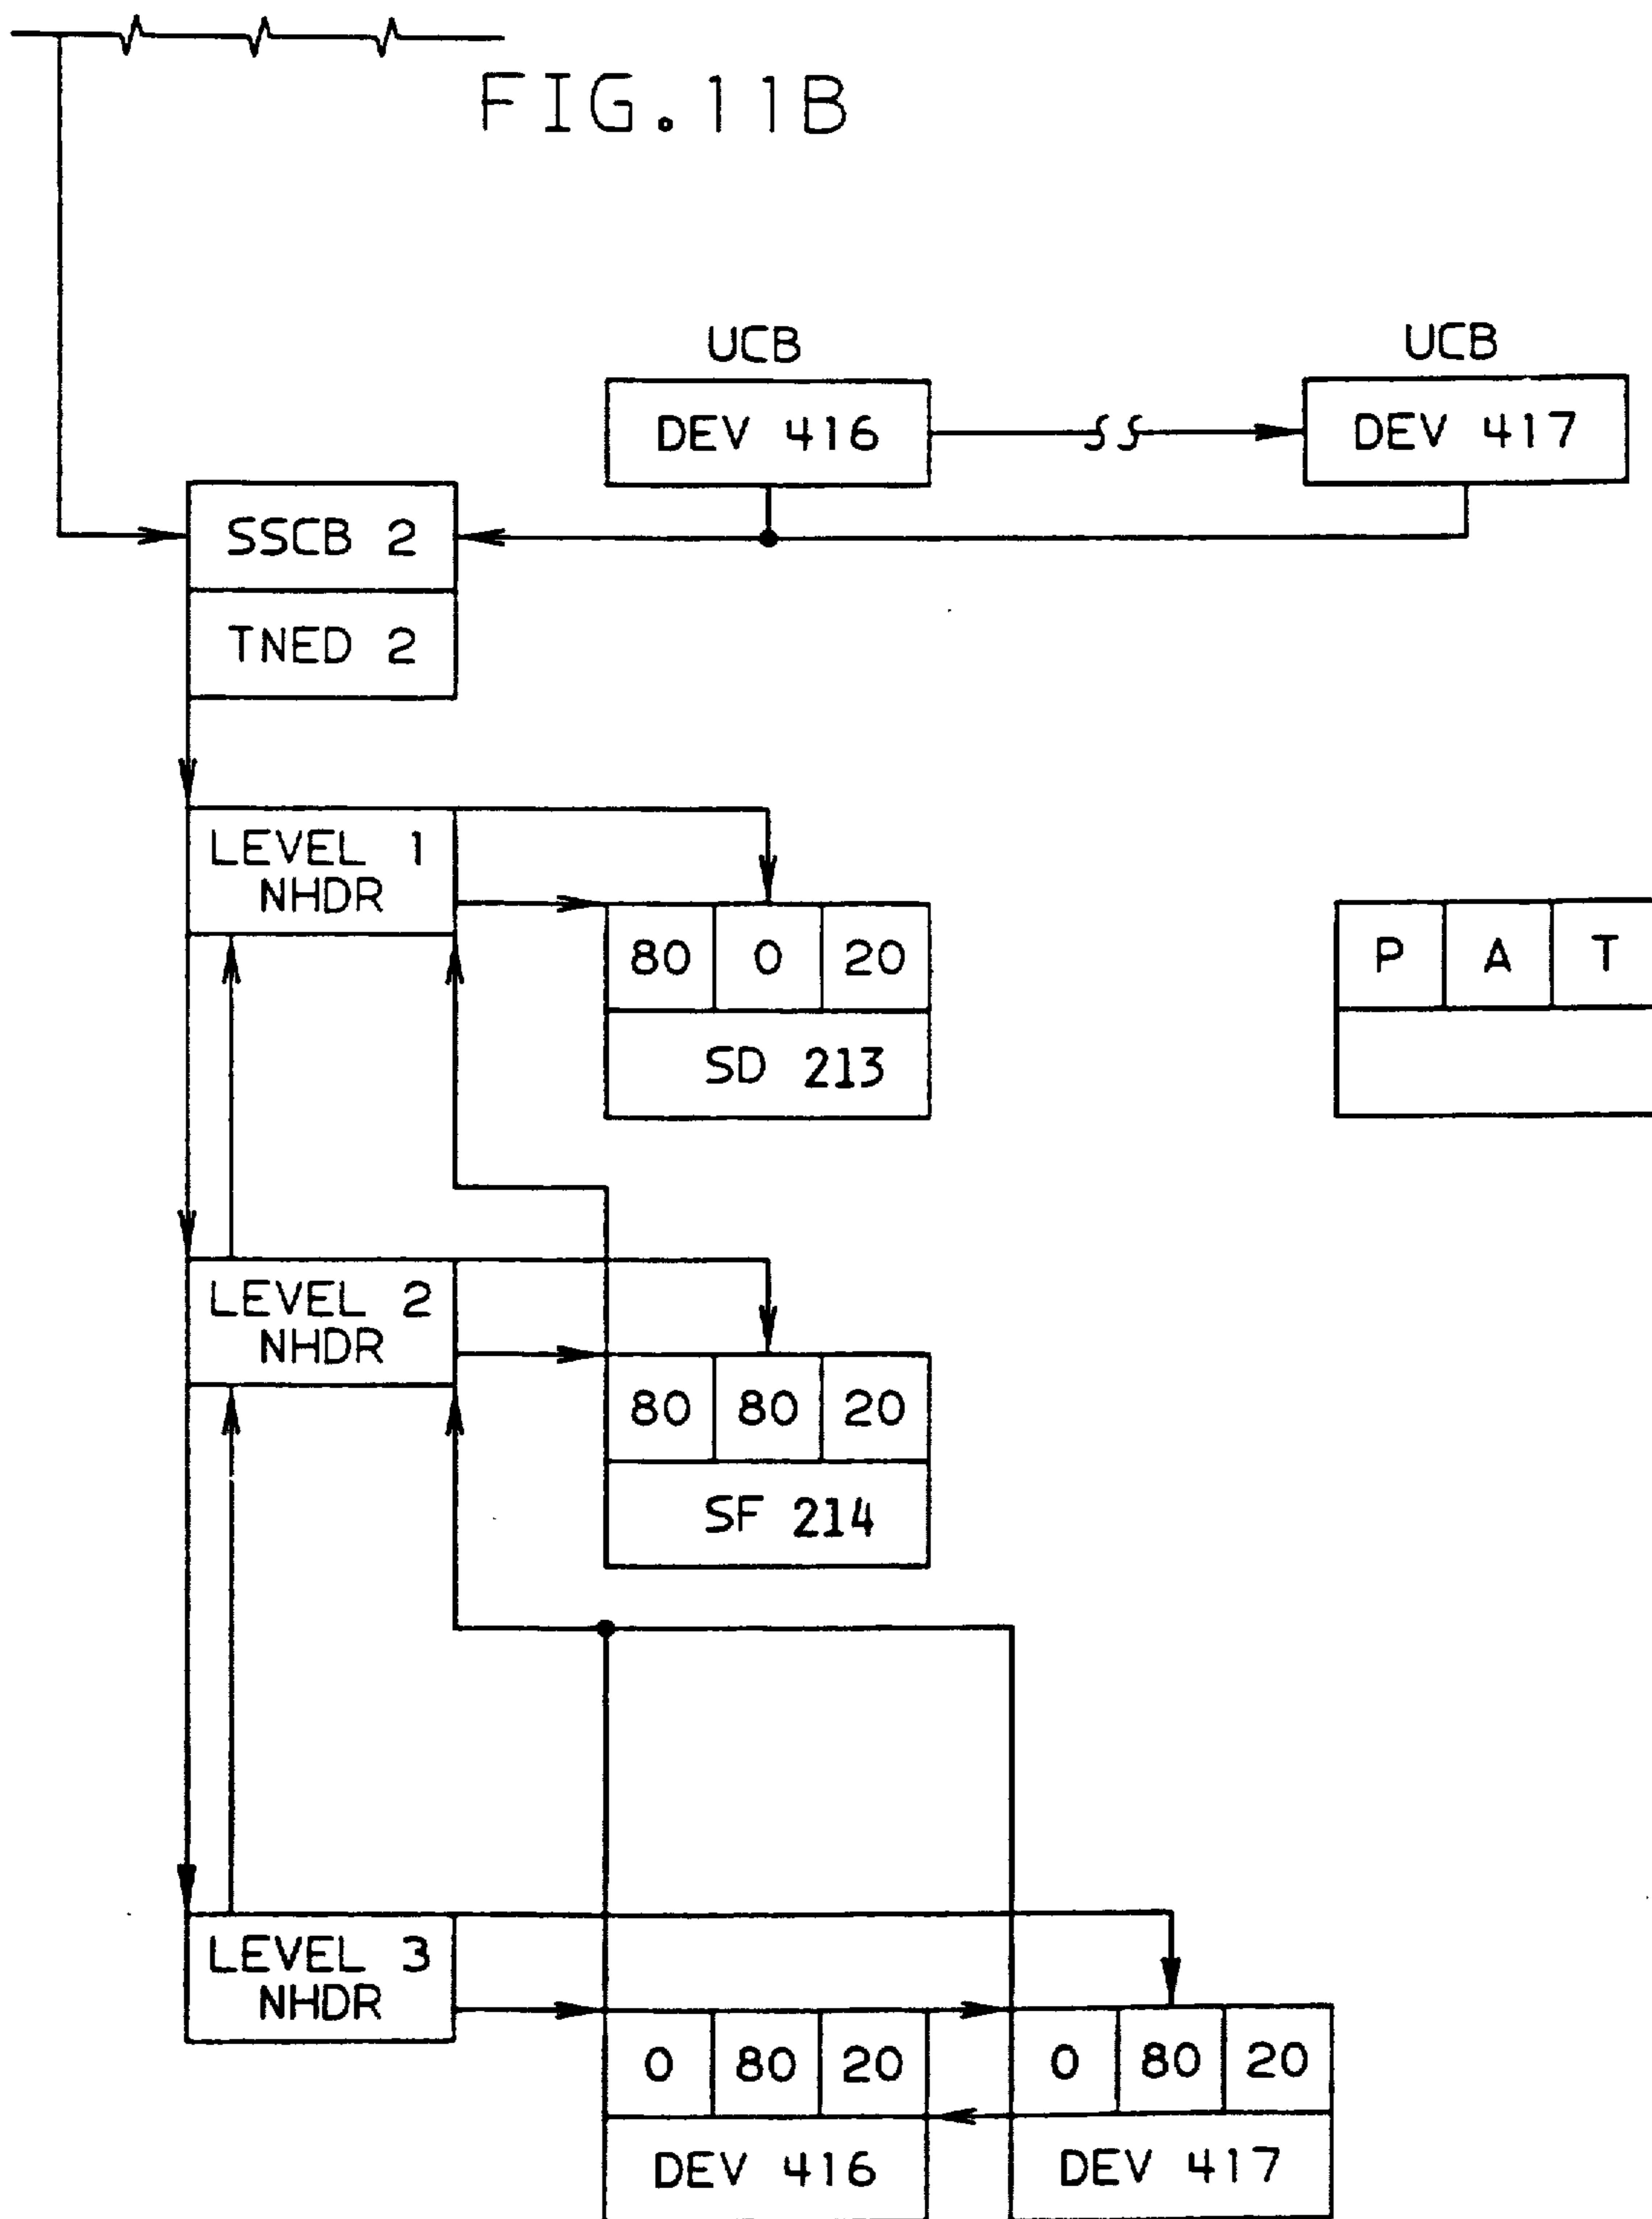 FIG.11B
UCB
UCB
DEV 416
DEV 417
SSCB 2
TNED 2
LEVEL 1
NHDR
80 0 20
P A T
SD 213
LEVEL 2
NHDR
80 80 20
SF 214
LEVEL 3
NHDR
0 80 20
0 80 20
DEV 416
DEV 417